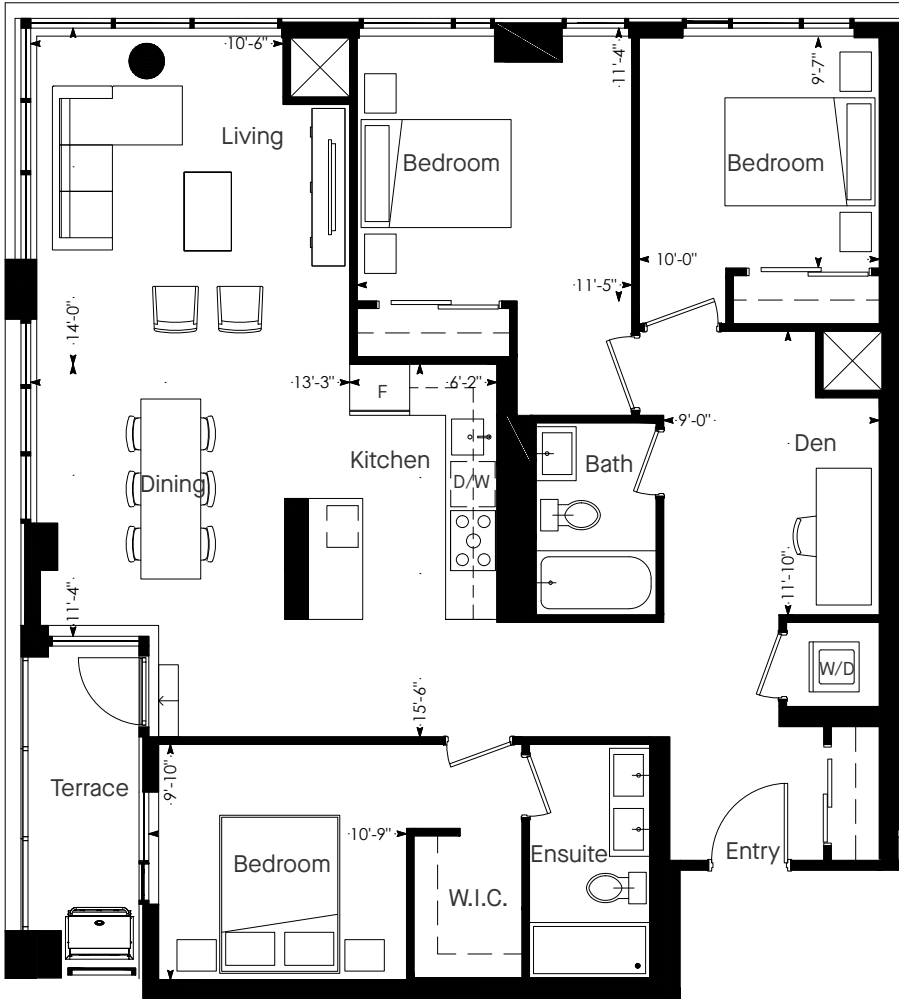 10'-6"
11'-4"
9'-7"
Living
Bedroom
Bedroom
10'-0"
11'-5"
14'-0"
13'-3"
F
6'-2"
9'-0"
Den
Kitchen
Bath
Dining
D/W
11'-10"
11'-4"
W/D
15'-6"
9'-10"
Terrace
10'-9"
Bedroom
Ensuite
Entry
W.I.C.